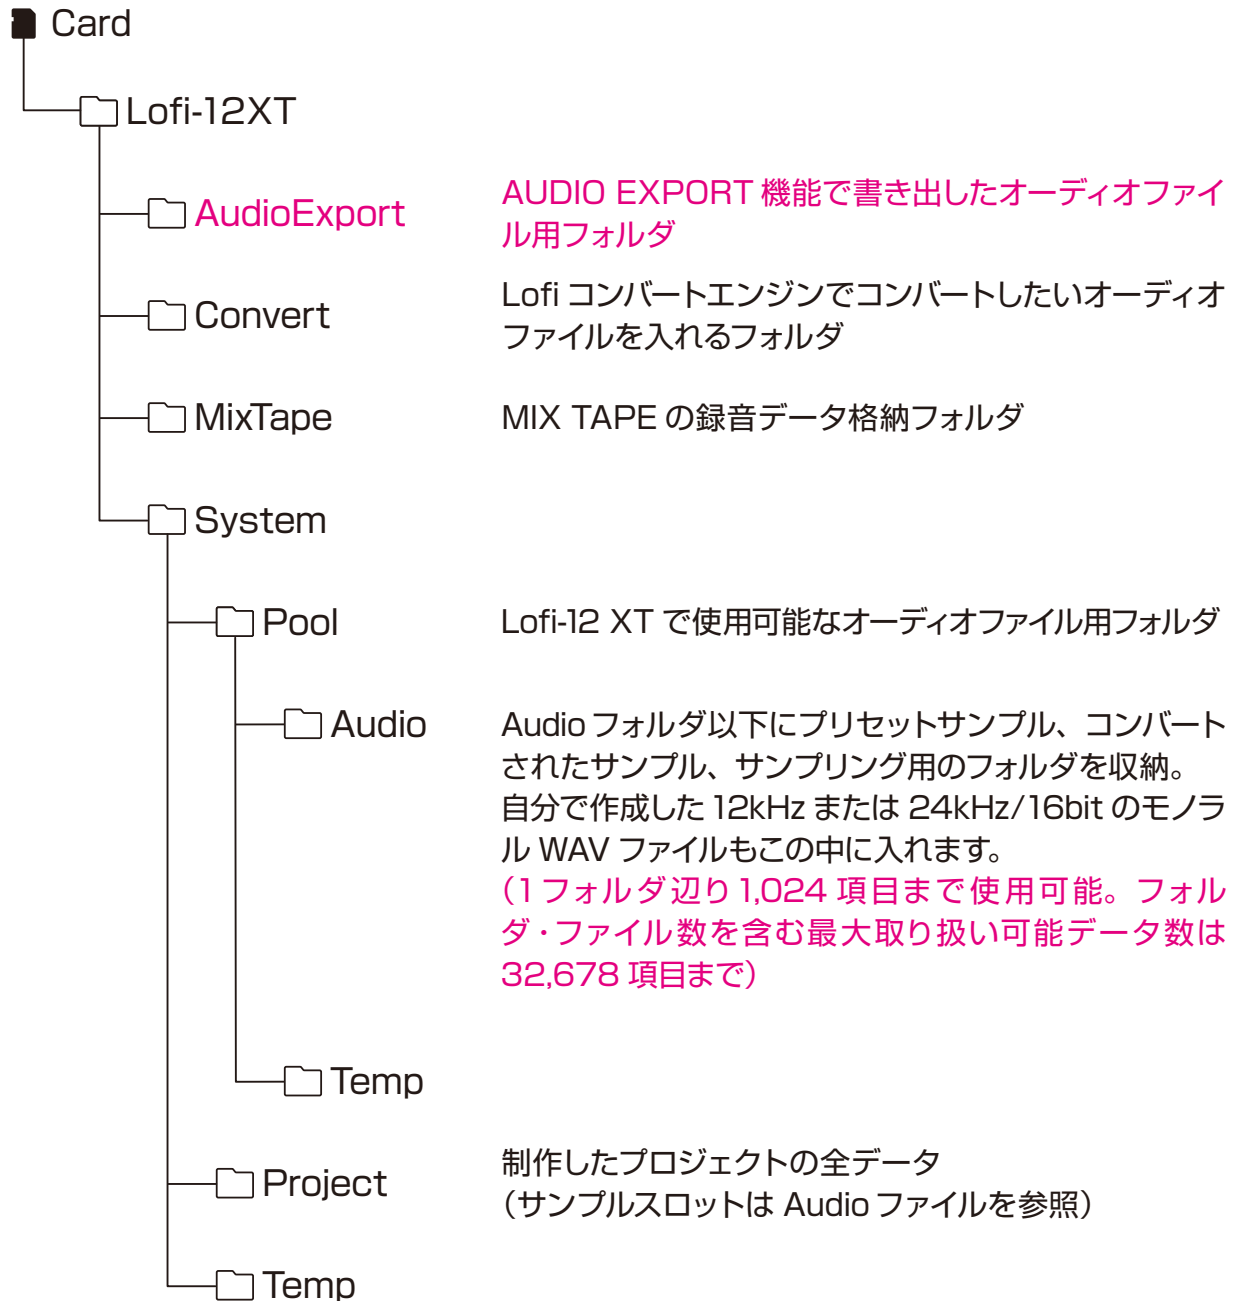 Card
Lofi-12XT
AudioExport
AUDIO EXPORT 機能で書き出したオーディオファイ
ル用フォルダ
Convert
Lofi コンバートエンジンでコンバートしたいオーディオ
ファイルを入れるフォルダ
MixTape
MIX TAPE の録音データ格納フォルダ
System
Pool
Lofi-12 XT で使用可能なオーディオファイル用フォルダ
Audio
Audio フォルダ以下にプリセットサンプル、コンバート
されたサンプル、サンプリング用のフォルダを収納。
自分で作成した 12kHz または 24kHz/16bit のモノラ
ル WAV ファイルもこの中に入れます。
（1 フォルダ辺り 1,024 項目まで使用可能。フォル
ダ・ファイル数を含む最大取り扱い可能データ数は
32,678 項目まで）
Temp
Project
制作したプロジェクトの全データ
（サンプルスロットは Audio ファイルを参照）
Temp